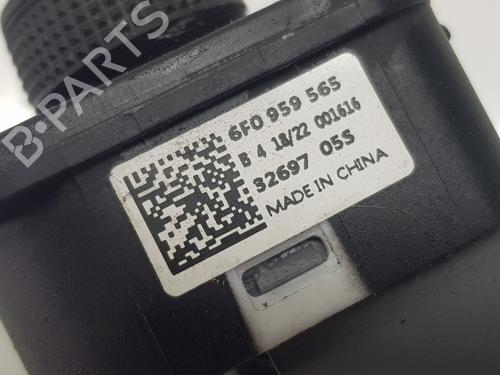 B-PARTS
6F0 959 565
B 4 18/22 001616
32697 05S
MADE IN CHINA